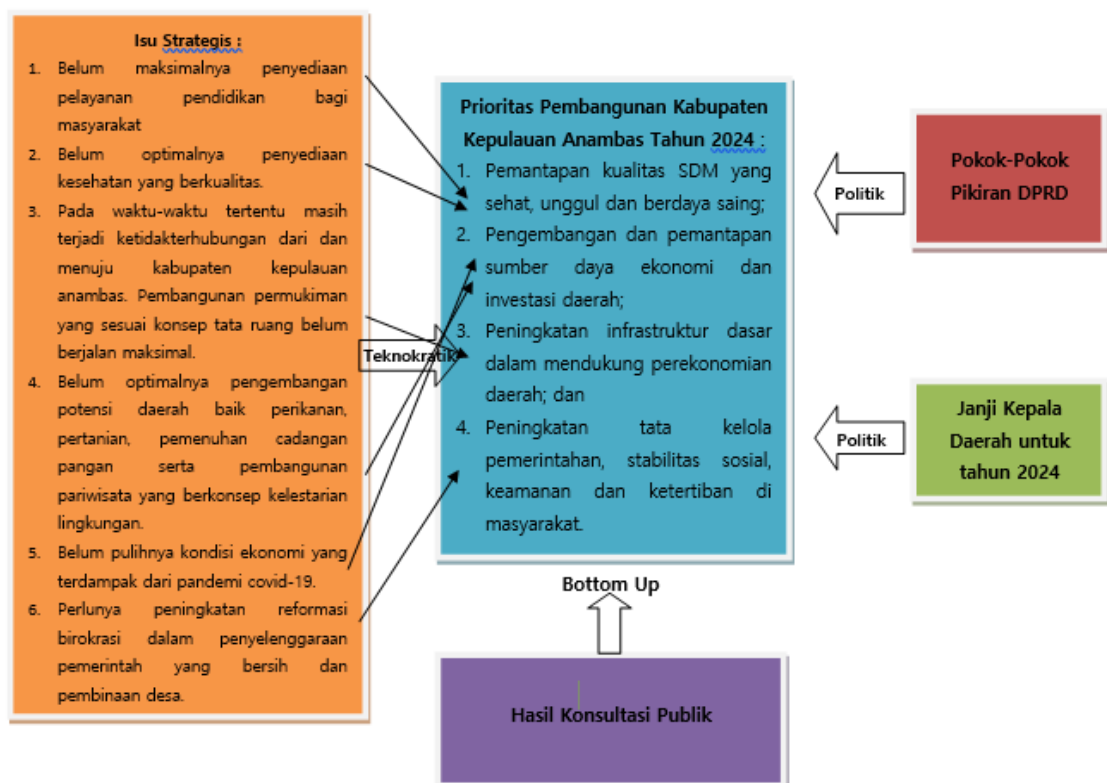 Isu Strategis :
1. Belum maksimalnya penyediaan
pelayanan pendidikan bagi
masyarakat
2. Belum optimalnya penyediaan
kesehatan yang berkualitas.
3. Pada waktu-waktu tertentu masih
terjadi ketidakterhubungan dari dan
menuju kabupaten kepulauan
anambas. Pembangunan permukiman
yang sesuai konsep tata ruang belum
berjalan maksimal.
4. Belum optimalnya pengembangan
potensi daerah baik perikanan,
pertanian, pemenuhan cadangan
pangan serta pembangunan
pariwisata yang berkonsep kelestarian
lingkungan.
5. Belum pulihnya kondisi ekonomi yang
terdampak dari pandemi covid-19.
6. Perlunya peningkatan reformasi
birokrasi dalam penyelenggaraan
pemerintah yang bersih dan
pembinaan desa.
Teknokratik
Prioritas Pembangunan Kabupaten
Kepulauan Anambas Tahun 2024 :
1. Pemantapan kualitas SDM yang
sehat, unggul dan berdaya saing;
2. Pengembangan dan pemantapan
sumber daya ekonomi dan
investasi daerah;
3. Peningkatan infrastruktur dasar
dalam mendukung perekonomian
daerah; dan
4. Peningkatan tata kelola
pemerintahan, stabilitas sosial,
keamanan dan ketertiban di
masyarakat.
Politik
Pokok-Pokok
Pikiran DPRD
Politik
Janji Kepala
Daerah untuk
tahun 2024
Bottom Up
Hasil Konsultasi Publik